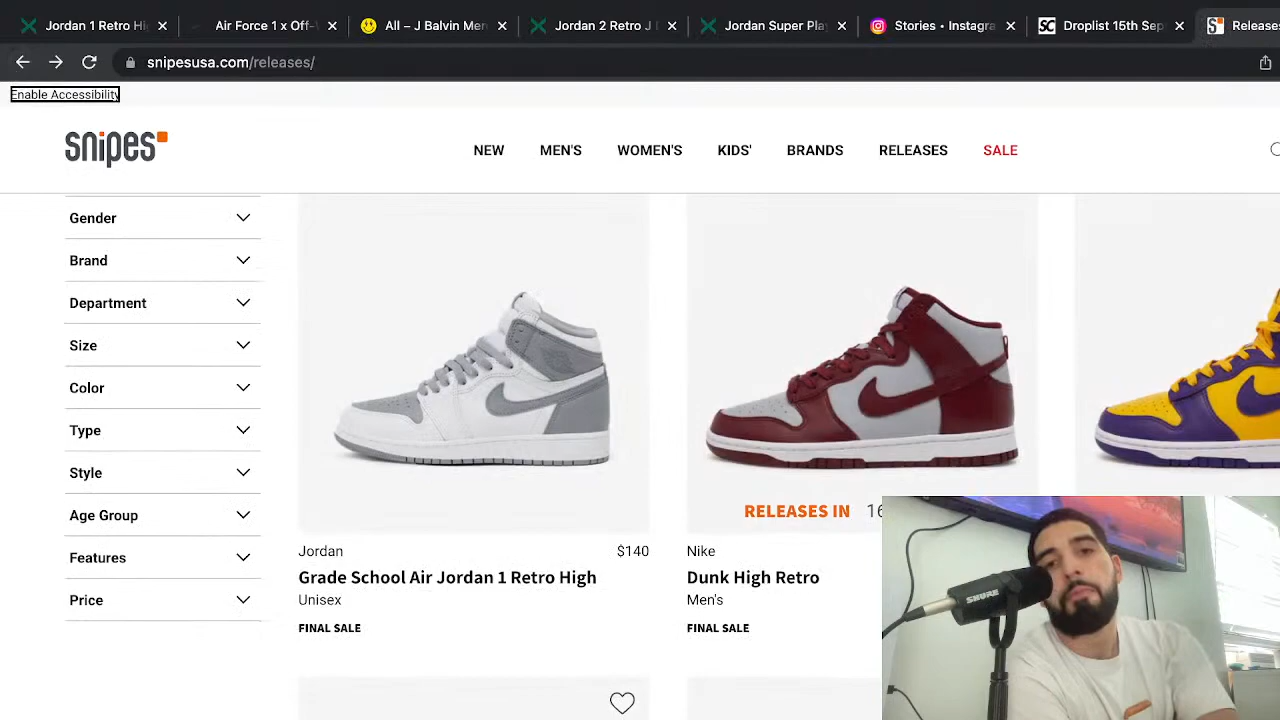 Jordan 1 Retro Hi
Air Force 1 x Off-
All – J Balvin Mer
Jordan 2 Retro J
Jordan Super Play
Stories • Instagra
Droplist 15th Sep
Release
snipesusa.com/releases/
Enable Accessibility
snipes
NEW
MEN'S
WOMEN'S
KIDS'
BRANDS
RELEASES
SALE
Gender
Brand
Department
Size
Color
Type
Style
Age Group
Features
Price
RELEASES IN 16
Jordan $140
Grade School Air Jordan 1 Retro High
Unisex
FINAL SALE
Nike
Dunk High Retro
Men's
FINAL SALE
SHURE